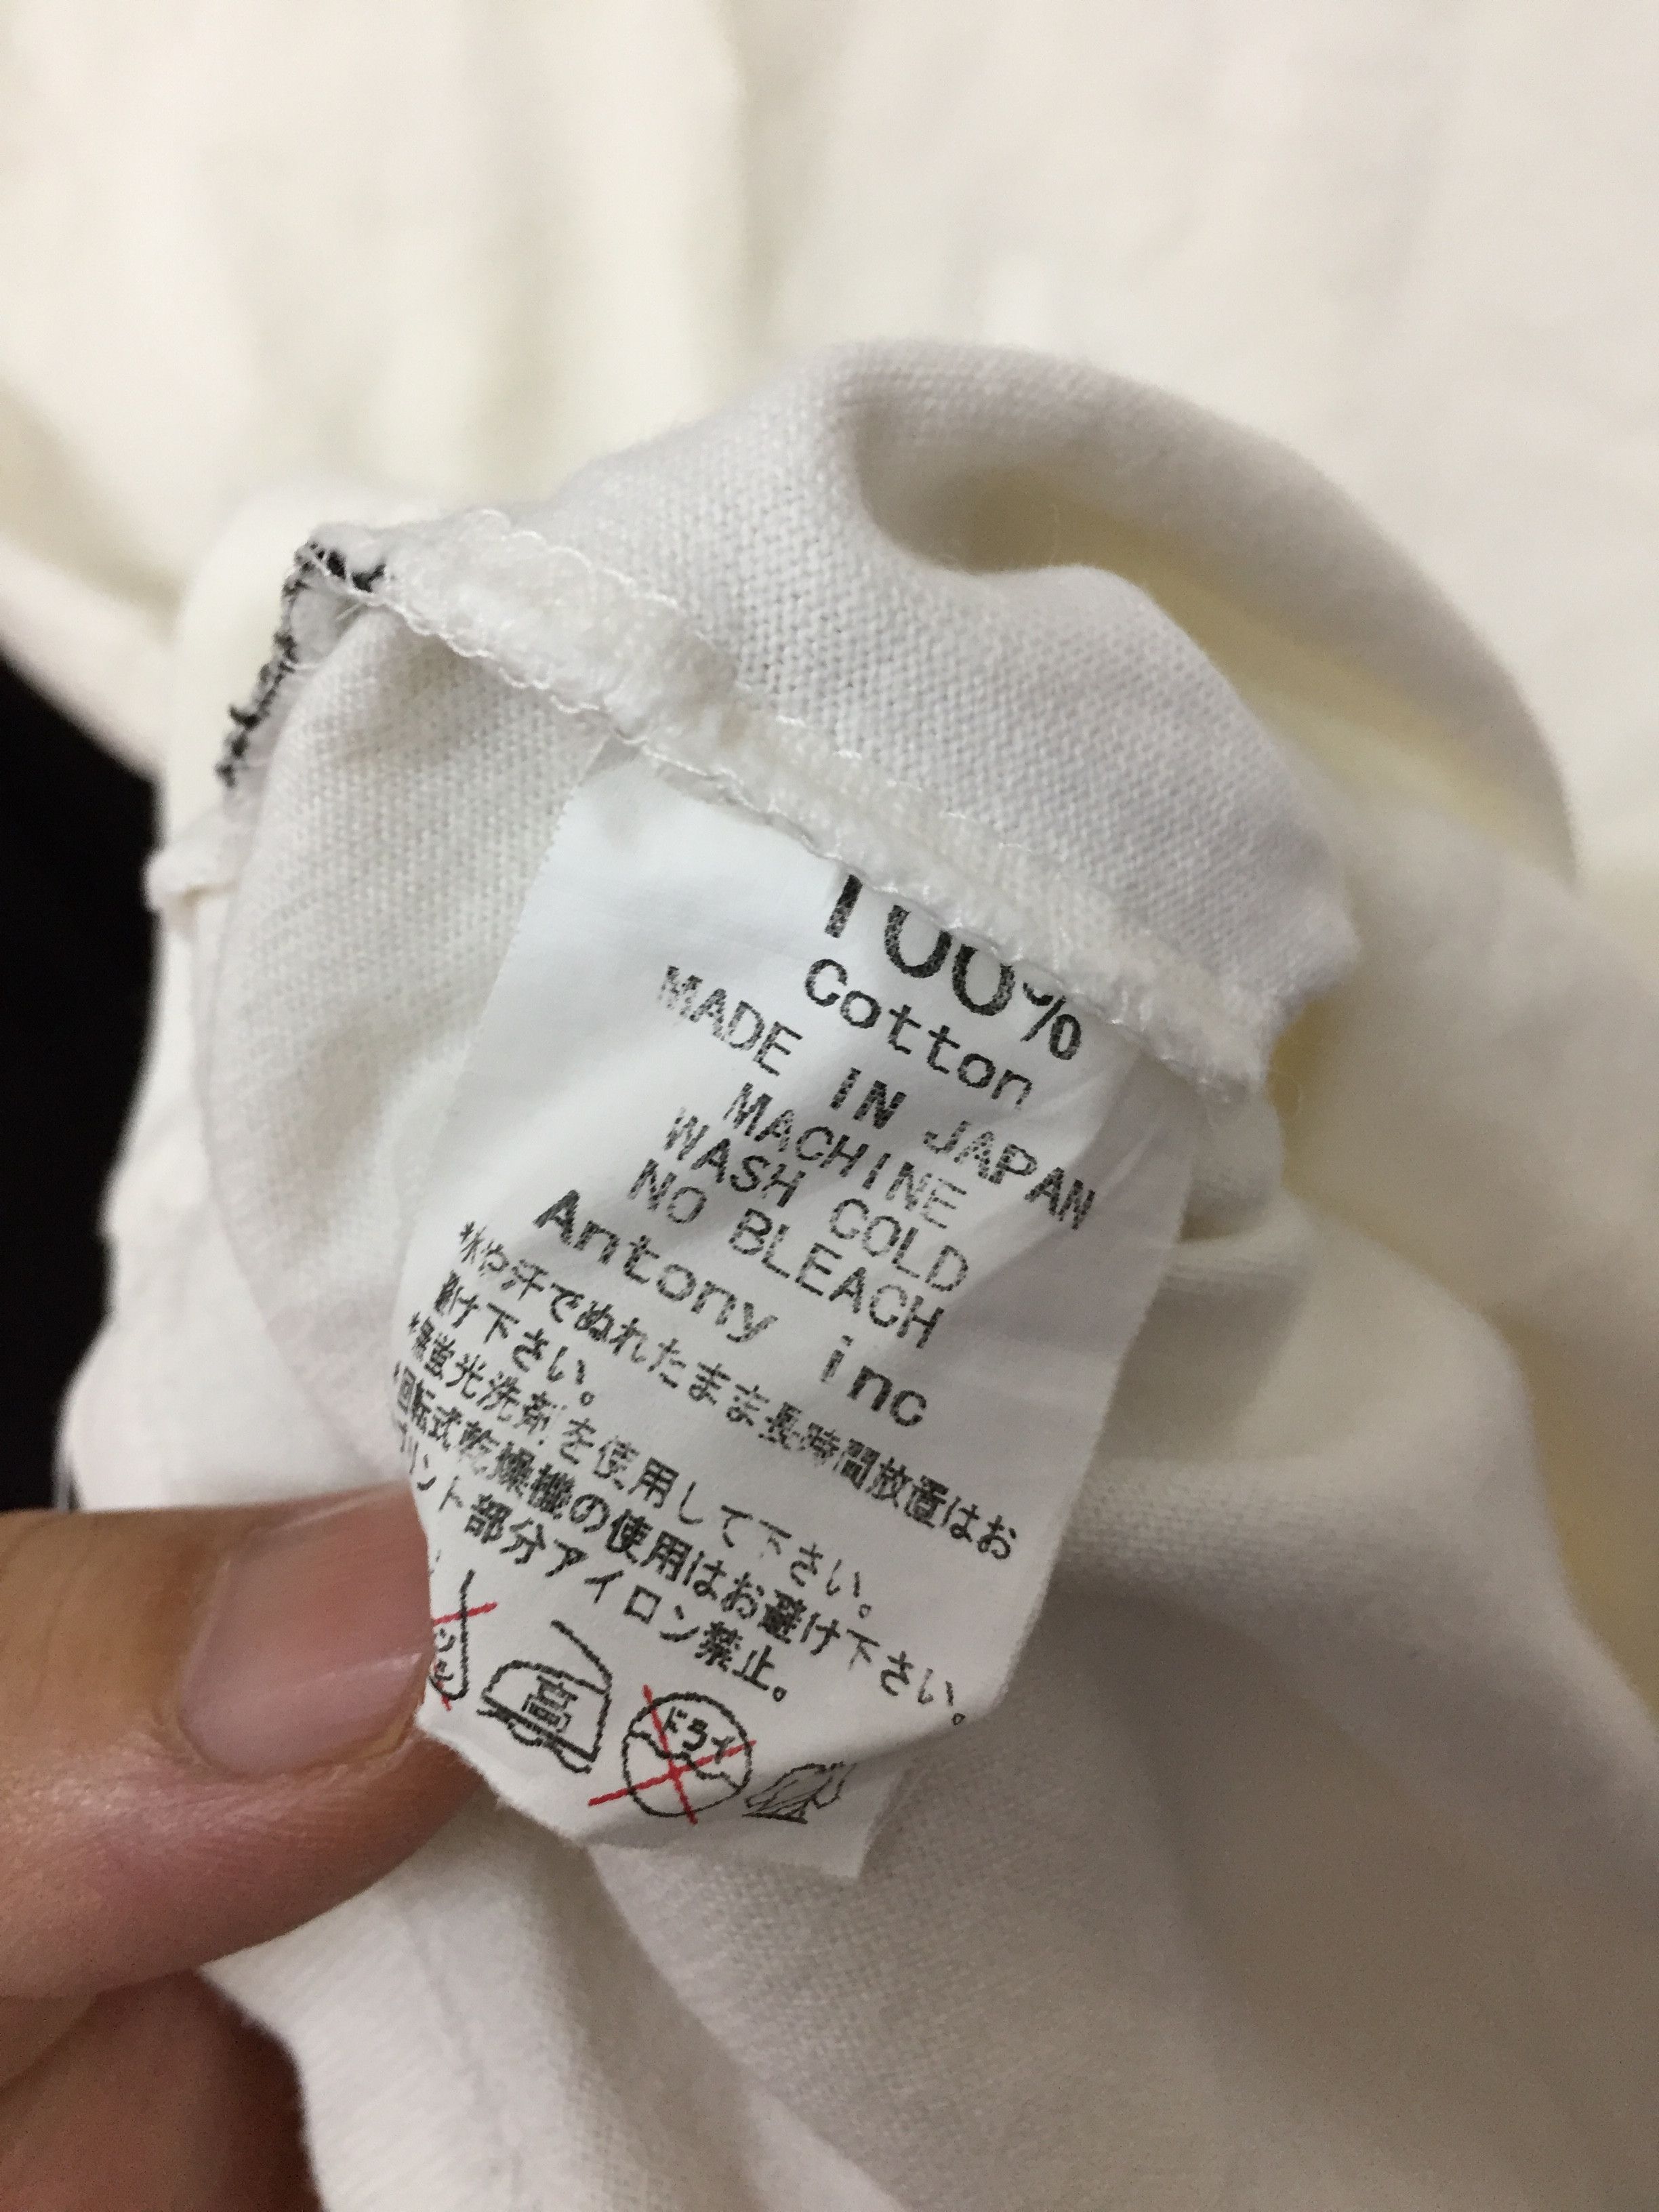 100%
Cotton
MADE IN JAPAN
MACHINE
WASH COLD
NO BLEACH
Antony inc
*水や汗でぬれたまま長時間放置はお
避け下さい。
*無蛍光洗剤を使用して下さい。
*回転式乾燥機の使用はお避け下さい。
プリント部分アイロン禁止。
高
ドライ